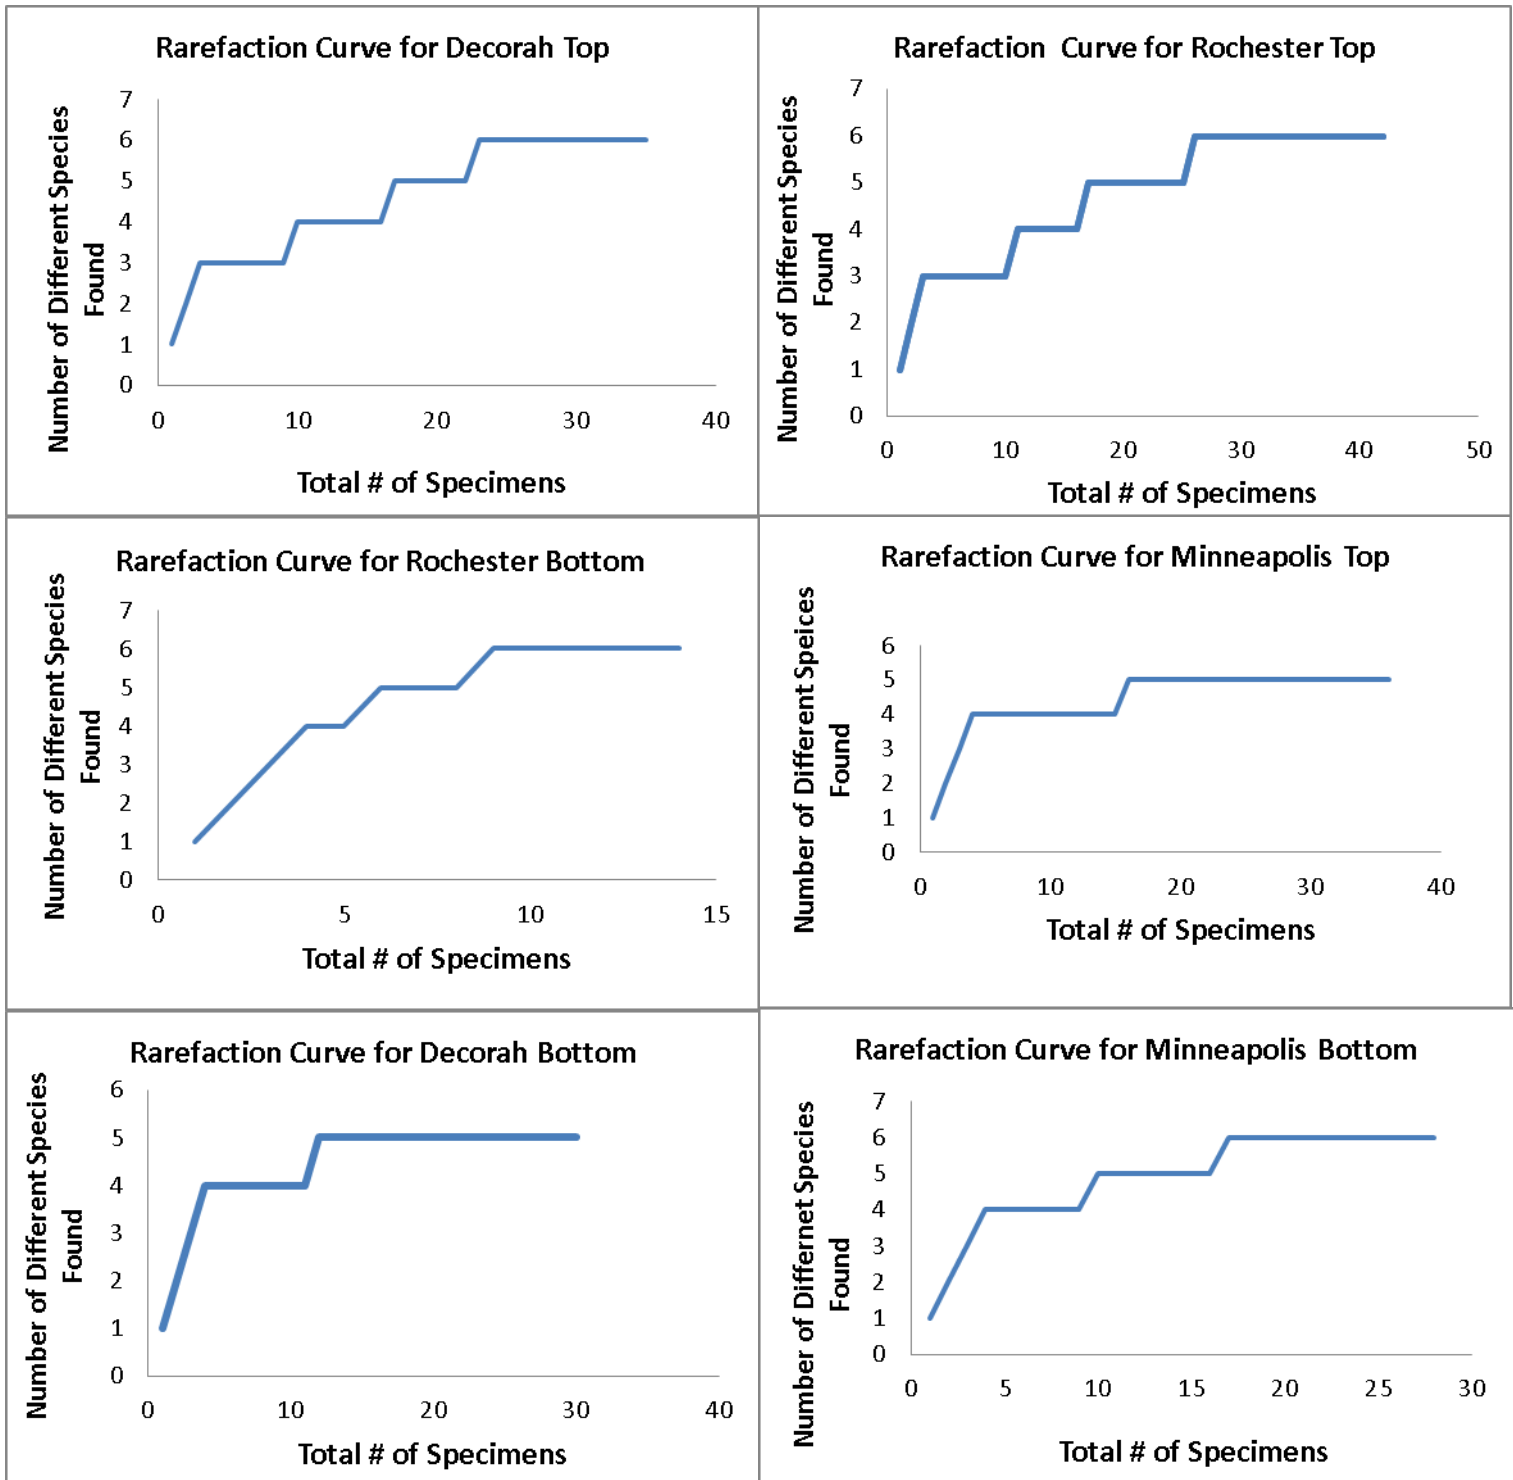 Rarefaction Curve for Decorah Top
Number of Different Species
Found
7
6
5
4
3
2
1
0
0 10 20 30 40
Total # of Specimens
Rarefaction Curve for Rochester Top
Number of Different Species
Found
7
6
5
4
3
2
1
0
0 10 20 30 40 50
Total # of Specimens
Rarefaction Curve for Rochester Bottom
Number of Different Species
Found
7
6
5
4
3
2
1
0
0 5 10 15
Total # of Specimens
Rarefaction Curve for Minneapolis Top
Number of Different Speices
Found
6
5
4
3
2
1
0
0 10 20 30 40
Total # of Specimens
Rarefaction Curve for Decorah Bottom
Number of Different Species
Found
6
5
4
3
2
1
0
0 10 20 30 40
Total # of Specimens
Rarefaction Curve for Minneapolis Bottom
Number of Differnet Species
Found
7
6
5
4
3
2
1
0
0 5 10 15 20 25 30
Total # of Specimens